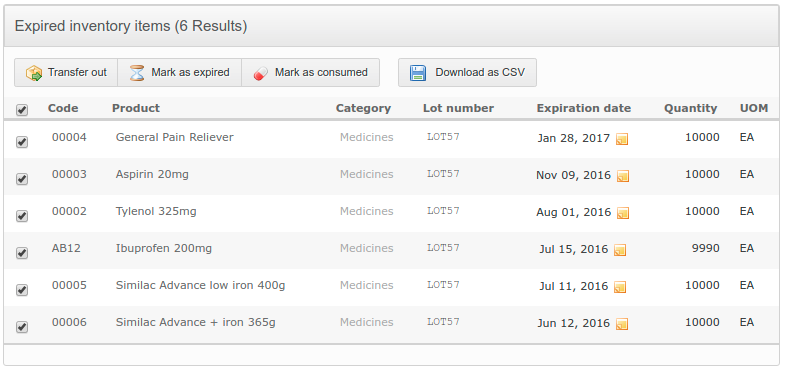 Expired inventory items (6 Results)
Transfer out Mark as expired Mark as consumed Download as CSV
Code Product Category Lot number Expiration date Quantity UOM
00004 General Pain Reliever Medicines LOT57 Jan 28, 2017 10000 EA
00003 Aspirin 20mg Medicines LOT57 Nov 09, 2016 10000 EA
00002 Tylenol 325mg Medicines LOT57 Aug 01, 2016 10000 EA
AB12 Ibuprofen 200mg Medicines LOT57 Jul 15, 2016 9990 EA
00005 Similac Advance low iron 400g Medicines LOT57 Jul 11, 2016 10000 EA
00006 Similac Advance + iron 365g Medicines LOT57 Jun 12, 2016 10000 EA